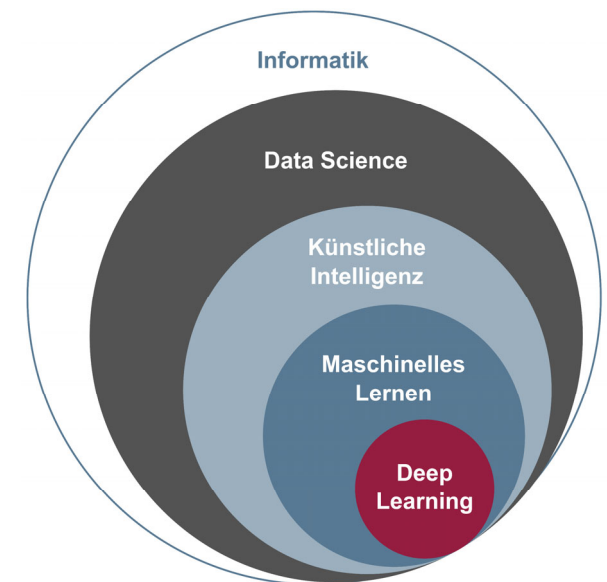 Informatik
Data Science
Künstliche
Intelligenz
Maschinelles
Lernen
Deep
Learning